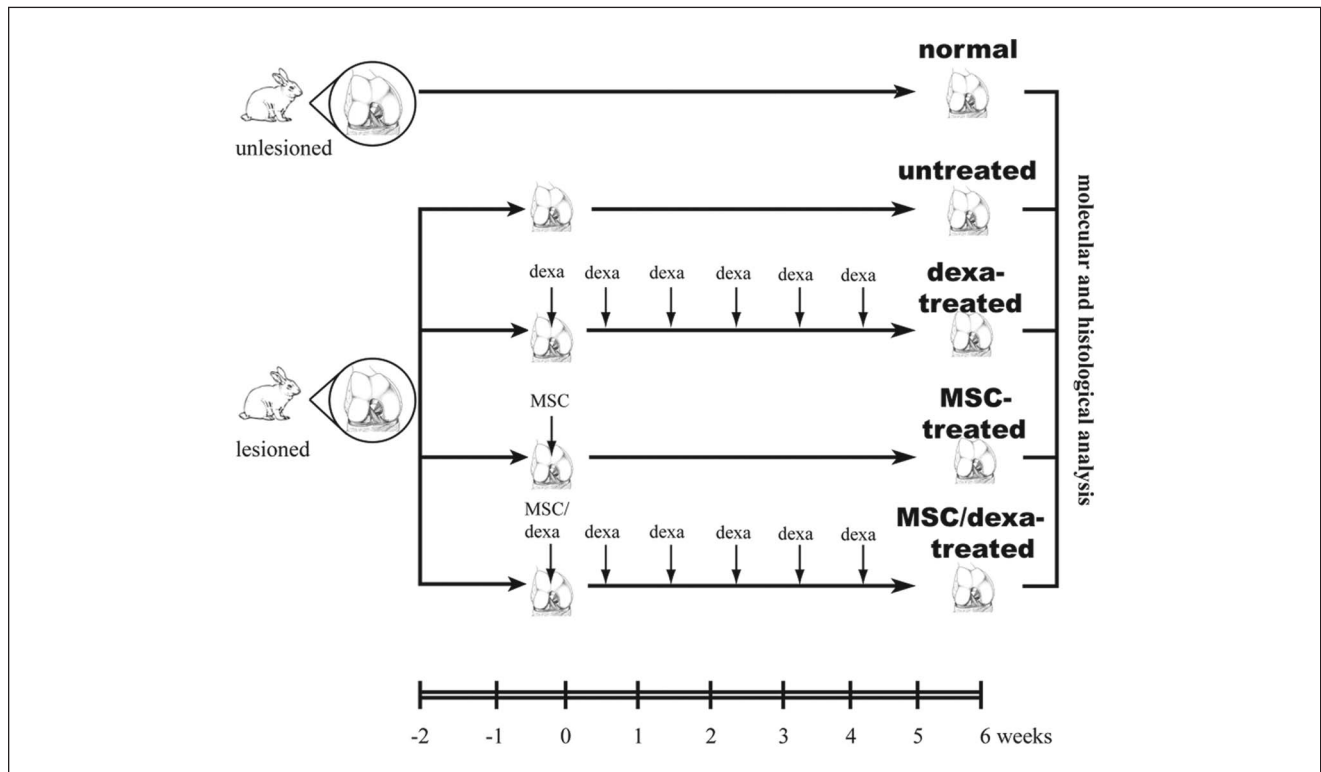 normal
unlesioned
untreated
dexa dexa dexa dexa dexa dexa
dexa-
treated
MSC
MSC-
treated
lesioned
MSC/
dexa dexa dexa dexa dexa dexa
MSC/dexa-
treated
molecular and histological analysis
-2 -1 0 1 2 3 4 5 6 weeks